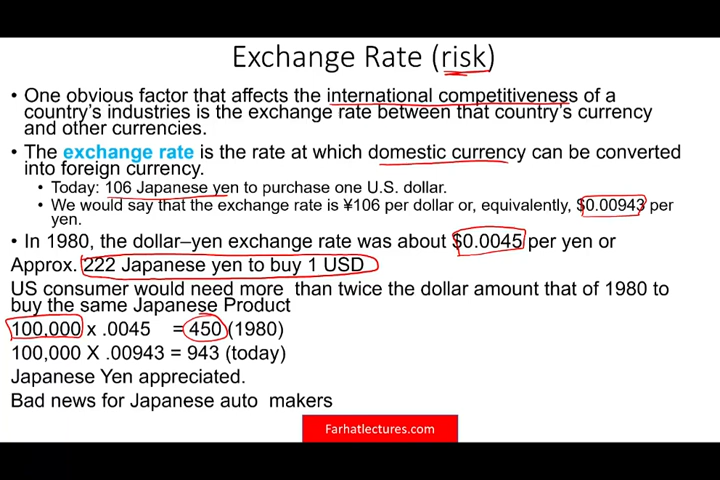 Exchange Rate (risk)
• One obvious factor that affects the international competitiveness of a
country's industries is the exchange rate between that country's currency
and other currencies.
• The exchange rate is the rate at which domestic currency can be converted
into foreign currency.
• Today: 106 Japanese yen to purchase one U.S. dollar.
• We would say that the exchange rate is ¥106 per dollar or, equivalently, $0.00943 per
yen.
• In 1980, the dollar–yen exchange rate was about $0.0045 per yen or
Approx. 222 Japanese yen to buy 1 USD
US consumer would need more than twice the dollar amount that of 1980 to
buy the same Japanese Product
100,000 x .0045 = 450 (1980)
100,000 X .00943 = 943 (today)
Japanese Yen appreciated.
Bad news for Japanese auto makers
Farhatlectures.com